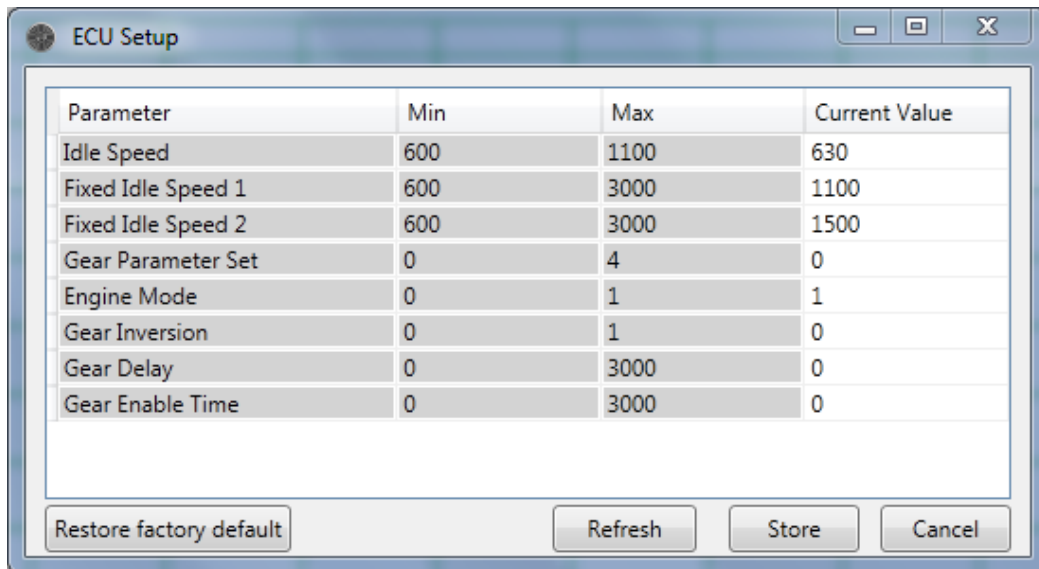 ECU Setup
Parameter Min Max Current Value
Idle Speed 600 1100 630
Fixed Idle Speed 1 600 3000 1100
Fixed Idle Speed 2 600 3000 1500
Gear Parameter Set 0 4 0
Engine Mode 0 1 1
Gear Inversion 0 1 0
Gear Delay 0 3000 0
Gear Enable Time 0 3000 0
Restore factory default Refresh Store Cancel